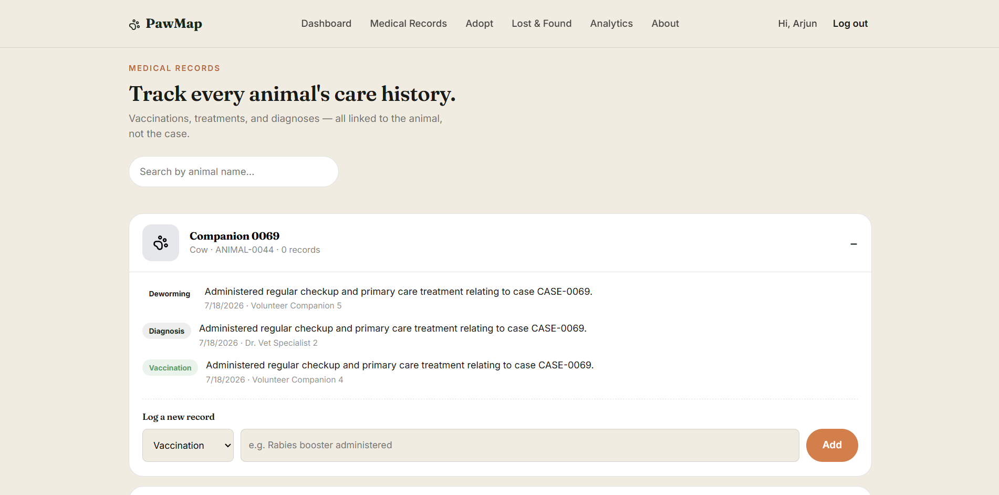 PawMap
Dashboard Medical Records Adopt Lost & Found Analytics About
Hi, Arjun Log out
MEDICAL RECORDS
Track every animal's care history.
Vaccinations, treatments, and diagnoses — all linked to the animal,
not the case.
Search by animal name...
Companion 0069
Cow · ANIMAL-0044 · 0 records
–
Deworming
Administered regular checkup and primary care treatment relating to case CASE-0069.
7/18/2026 · Volunteer Companion 5
Diagnosis
Administered regular checkup and primary care treatment relating to case CASE-0069.
7/18/2026 · Dr. Vet Specialist 2
Vaccination
Administered regular checkup and primary care treatment relating to case CASE-0069.
7/18/2026 · Volunteer Companion 4
Log a new record
Vaccination
e.g. Rabies booster administered
Add